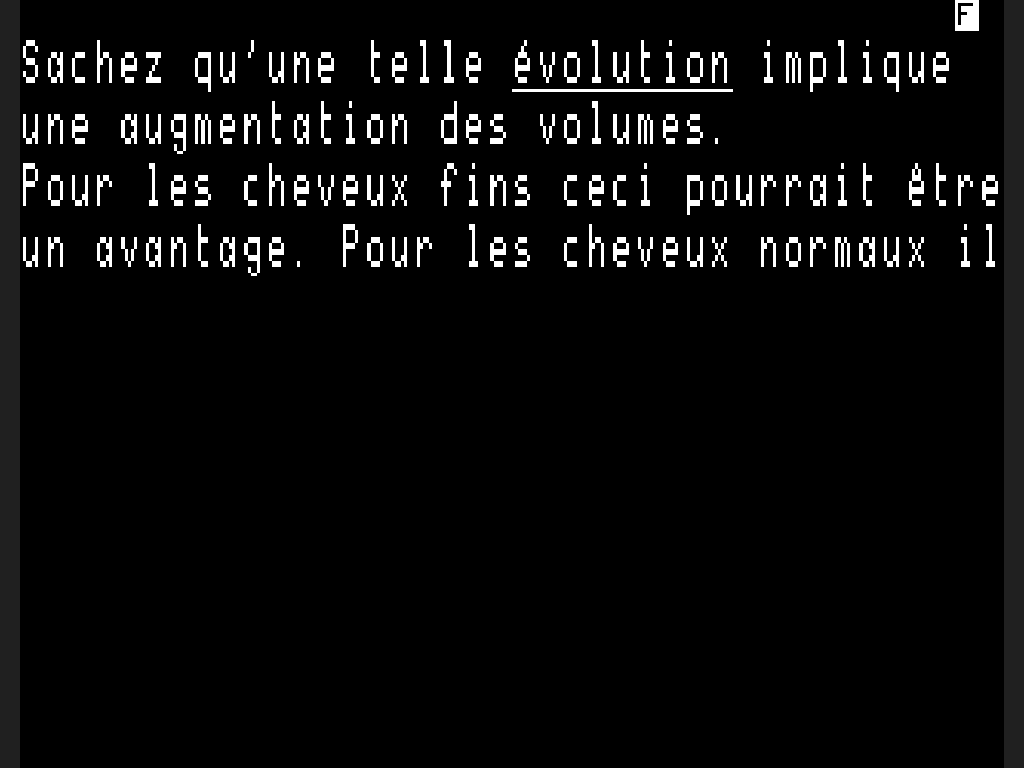 F
Sachez qu'une telle évolution implique
une augmentation des volumes.
Pour les cheveux fins ceci pourrait être
un avantage. Pour les cheveux normaux il